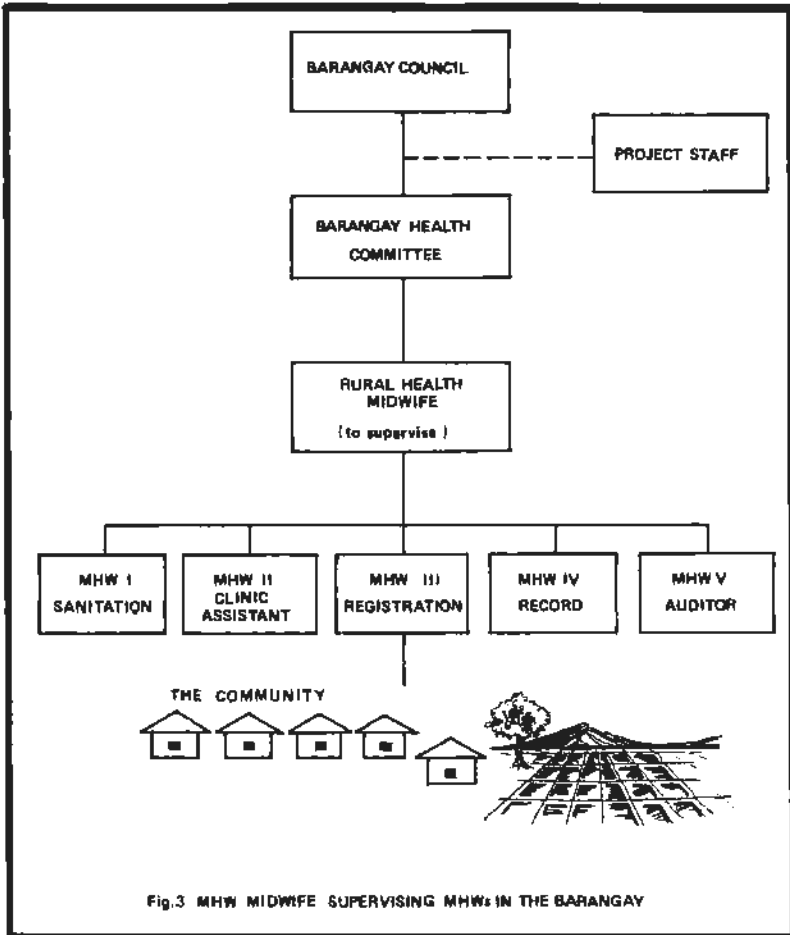 BARANGAY COUNCIL
PROJECT STAFF
BARANGAY HEALTH
COMMITTEE
RURAL HEALTH
MIDWIFE
(to supervise)
MHW I
SANITATION
MHW II
CLINIC
ASSISTANT
MHW III
REGISTRATION
MHW IV
RECORD
MHW V
AUDITOR
THE COMMUNITY
Fig.3 MHW MIDWIFE SUPERVISING MHWs IN THE BARANGAY